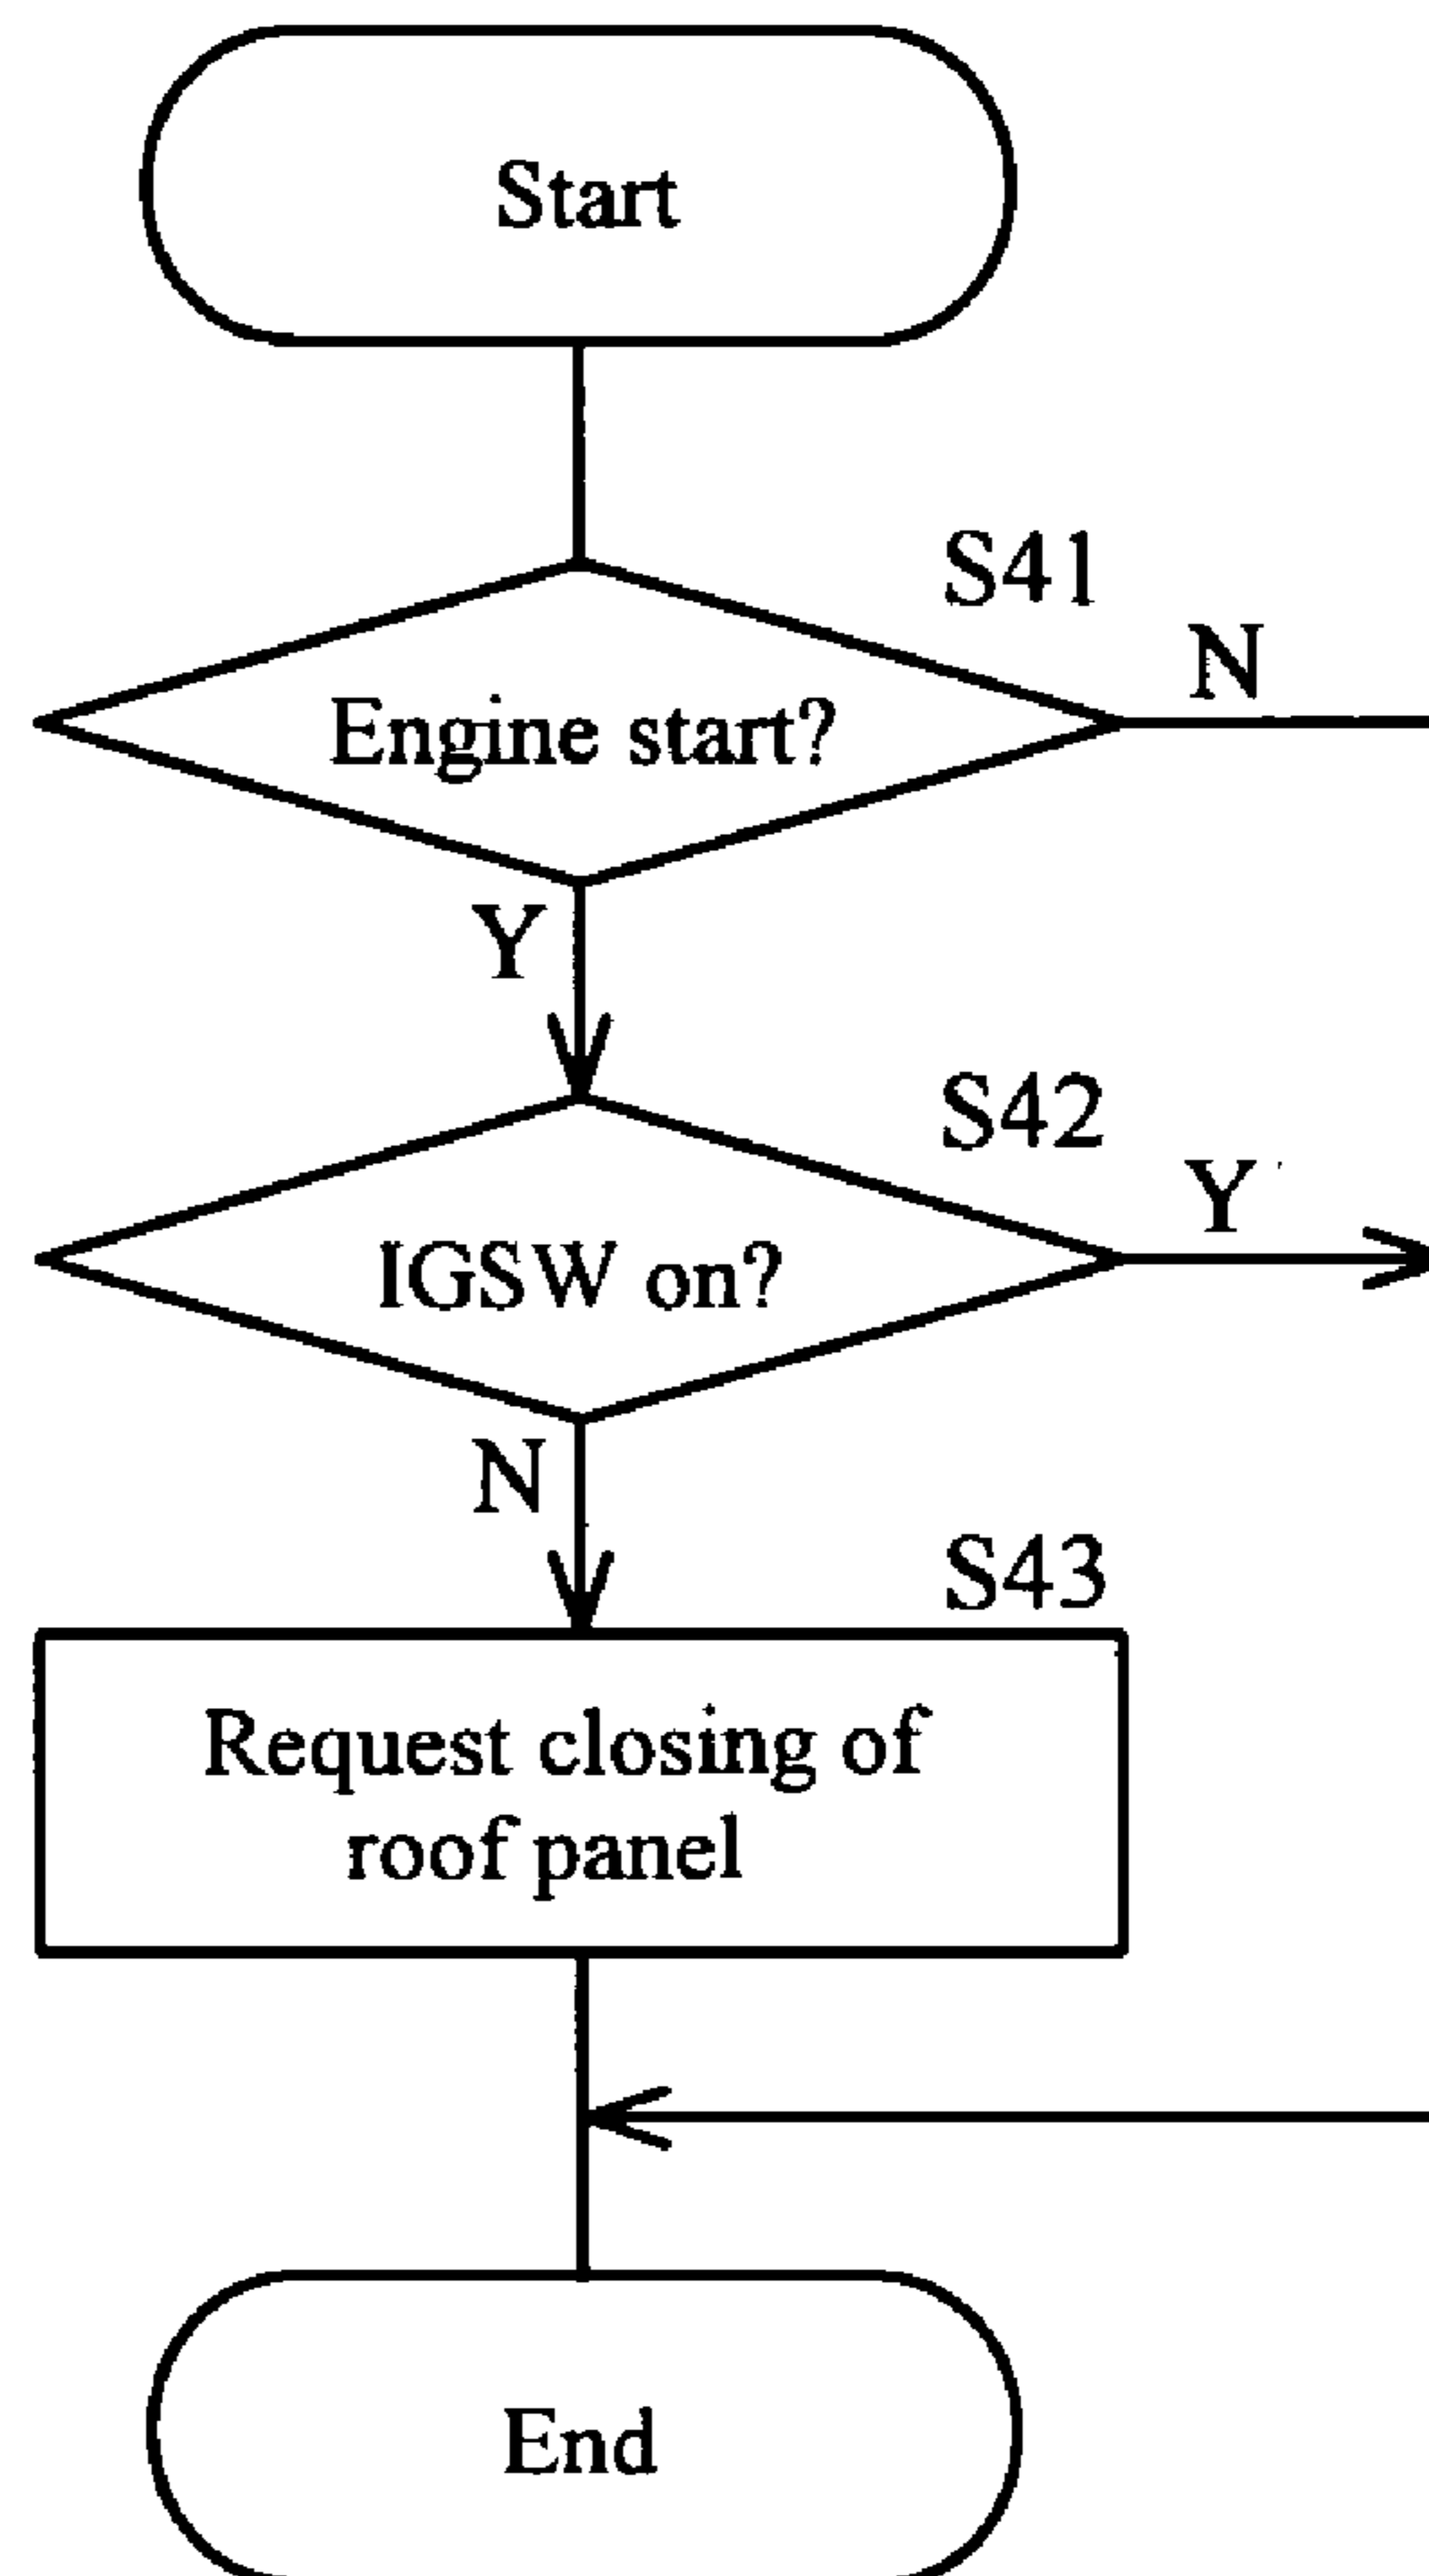 Start
S41
N
Engine start?
Y
S42
Y
IGSW on?
N
S43
Request closing of
roof panel
End